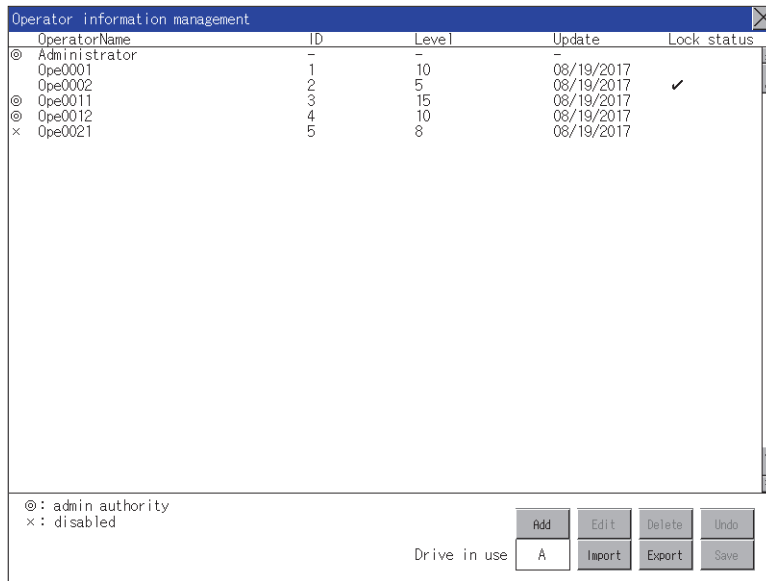 Operator information management
OperatorName ID Level Update Lock status
◎ Administrator - - -
Ope0001 1 10 08/19/2017
Ope0002 2 5 08/19/2017 ✓
◎ Ope0011 3 15 08/19/2017
◎ Ope0012 4 10 08/19/2017
× Ope0021 5 8 08/19/2017
◎: admin authority
×: disabled
Add Edit Delete Undo
Drive in use A Import Export Save